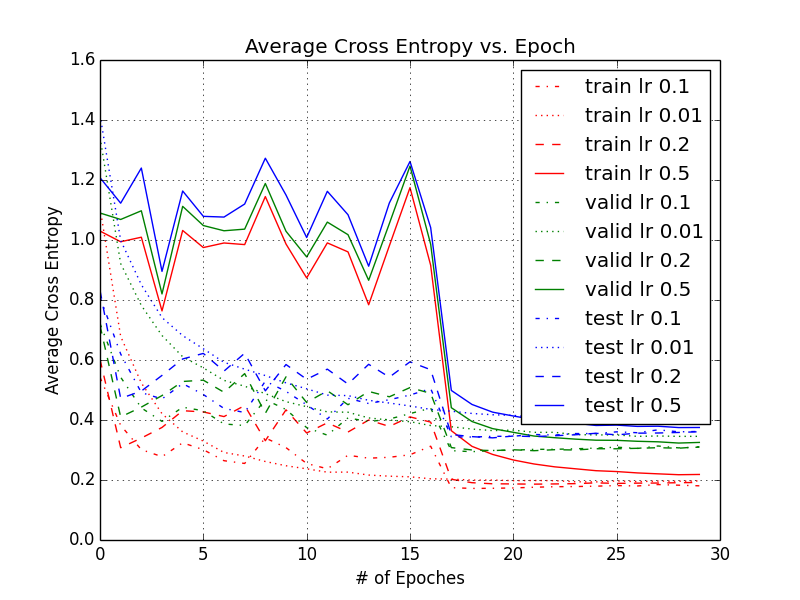 Average Cross Entropy vs. Epoch
1.6
1.4
1.2
1.0
0.8
0.6
0.4
0.2
0.0
Average Cross Entropy
0
5
10
15
20
25
30
# of Epoches
train lr 0.1
train lr 0.01
train lr 0.2
train lr 0.5
valid lr 0.1
valid lr 0.01
valid lr 0.2
valid lr 0.5
test lr 0.1
test lr 0.01
test lr 0.2
test lr 0.5